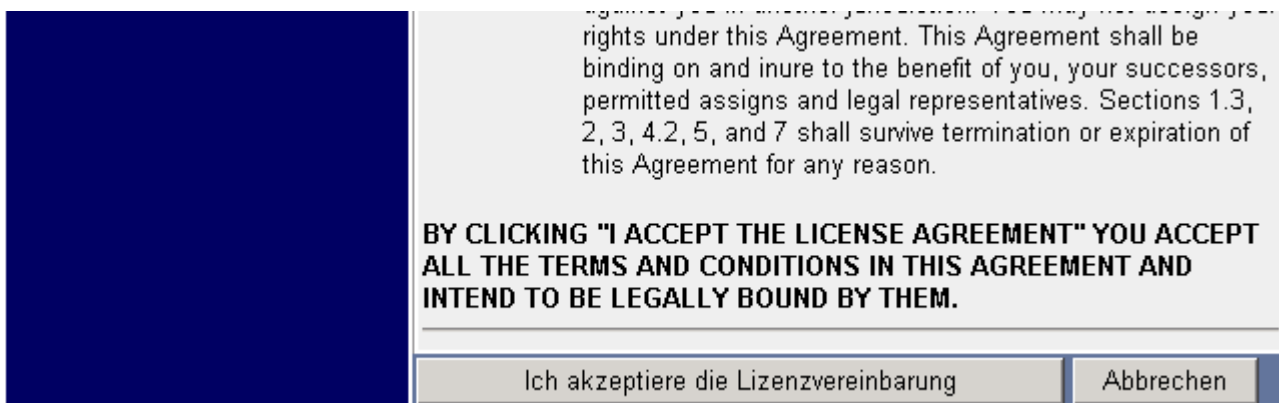 rights under this Agreement. This Agreement shall be
binding on and inure to the benefit of you, your successors,
permitted assigns and legal representatives. Sections 1.3,
2, 3, 4.2, 5, and 7 shall survive termination or expiration of
this Agreement for any reason.
BY CLICKING "I ACCEPT THE LICENSE AGREEMENT" YOU ACCEPT
ALL THE TERMS AND CONDITIONS IN THIS AGREEMENT AND
INTEND TO BE LEGALLY BOUND BY THEM.
Ich akzeptiere die Lizenzvereinbarung Abbrechen